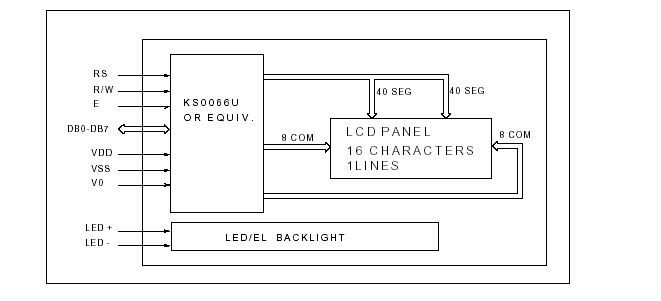 RS
R/W
E
DB0-DB7
VDD
VSS
V0
LED +
LED -
KS0066U
OR EQUIV.
40 SEG
40 SEG
8 COM
8 COM
LCD PANEL
16 CHARACTERS
1LINES
LED/EL BACKLIGHT